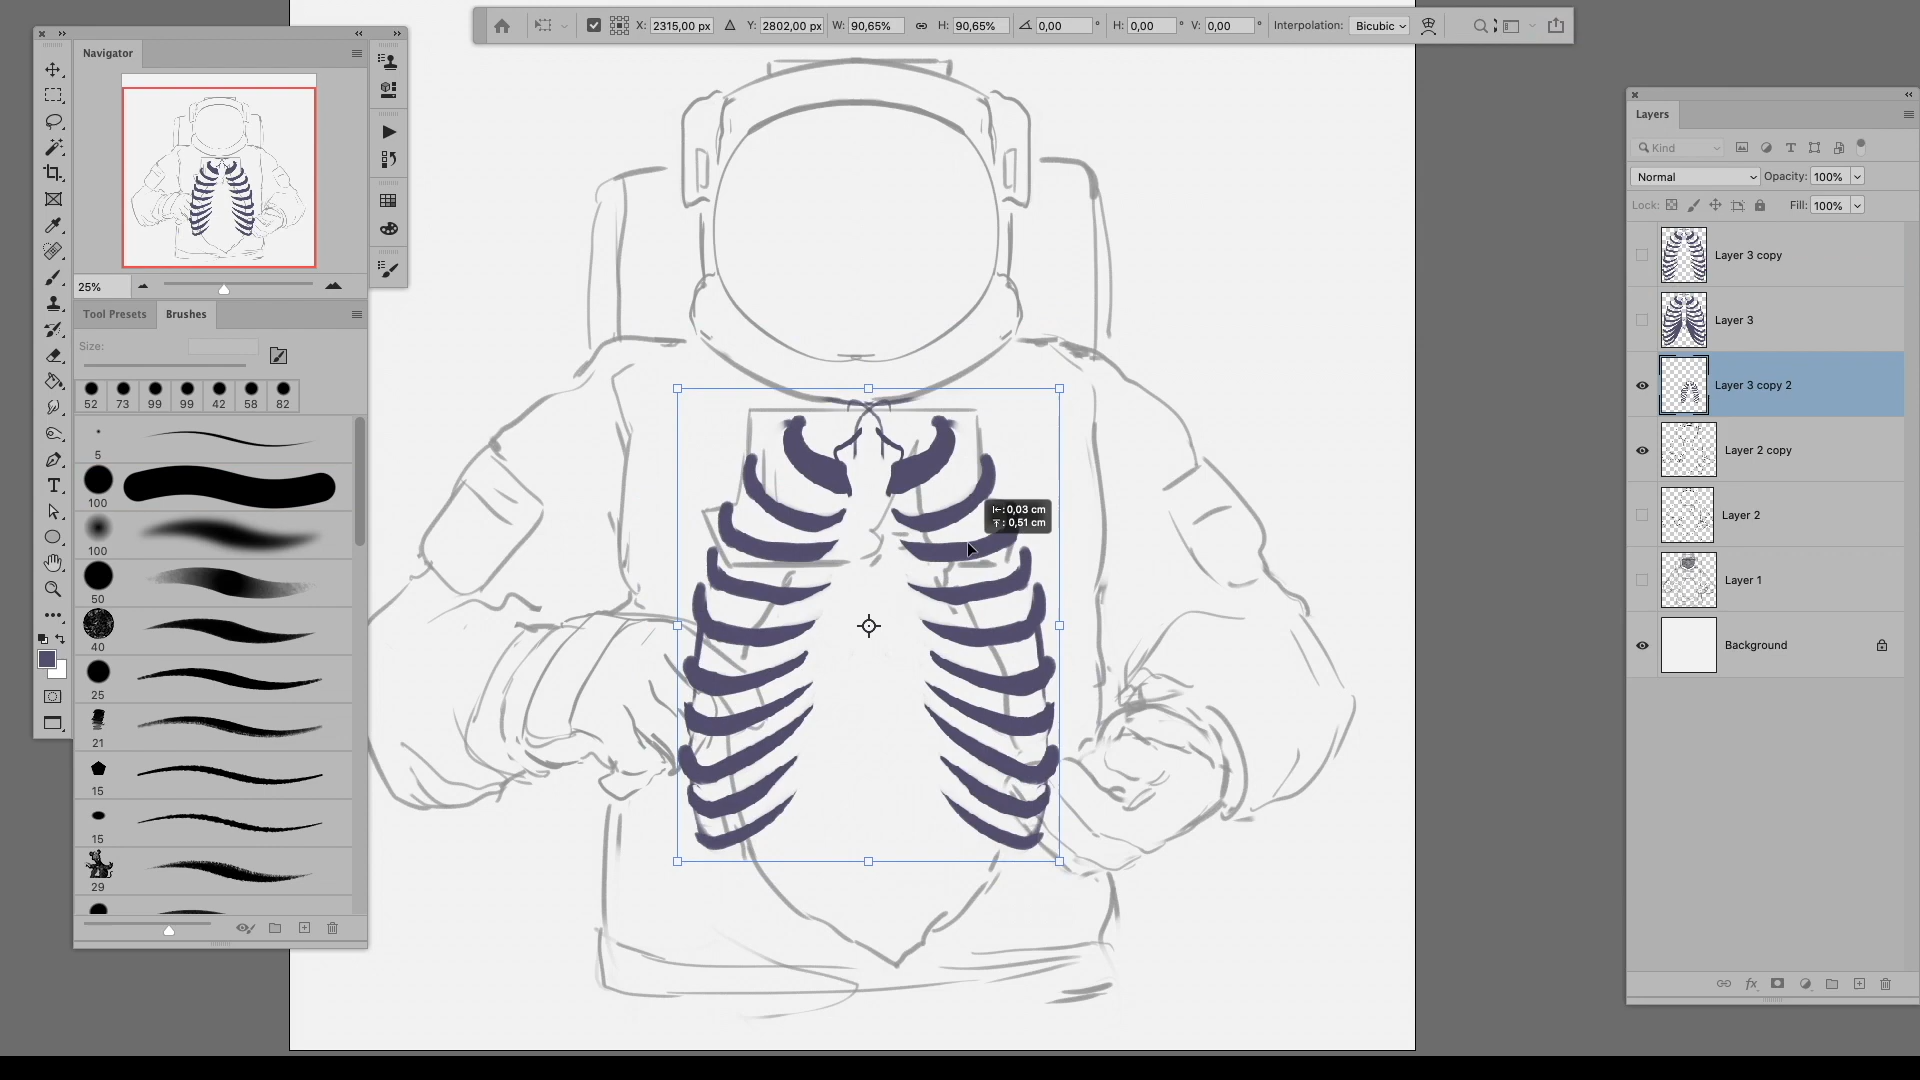 X: 2315,00 px Y: 2802,00 px W: 90,65% H: 90,65% 0,00 ° H: 0,00 ° V: 0,00 ° Interpolation: Bicubic
Navigator
25%
Tool Presets Brushes
Size:
52 73 99 99 42 58 82
5
100
100
50
40
25
21
15
15
29
: 0,03 cm
: 0,51 cm
Layers
Kind
Normal Opacity: 100%
Lock: Fill: 100%
Layer 3 copy
Layer 3
Layer 3 copy 2
Layer 2 copy
Layer 2
Layer 1
Background